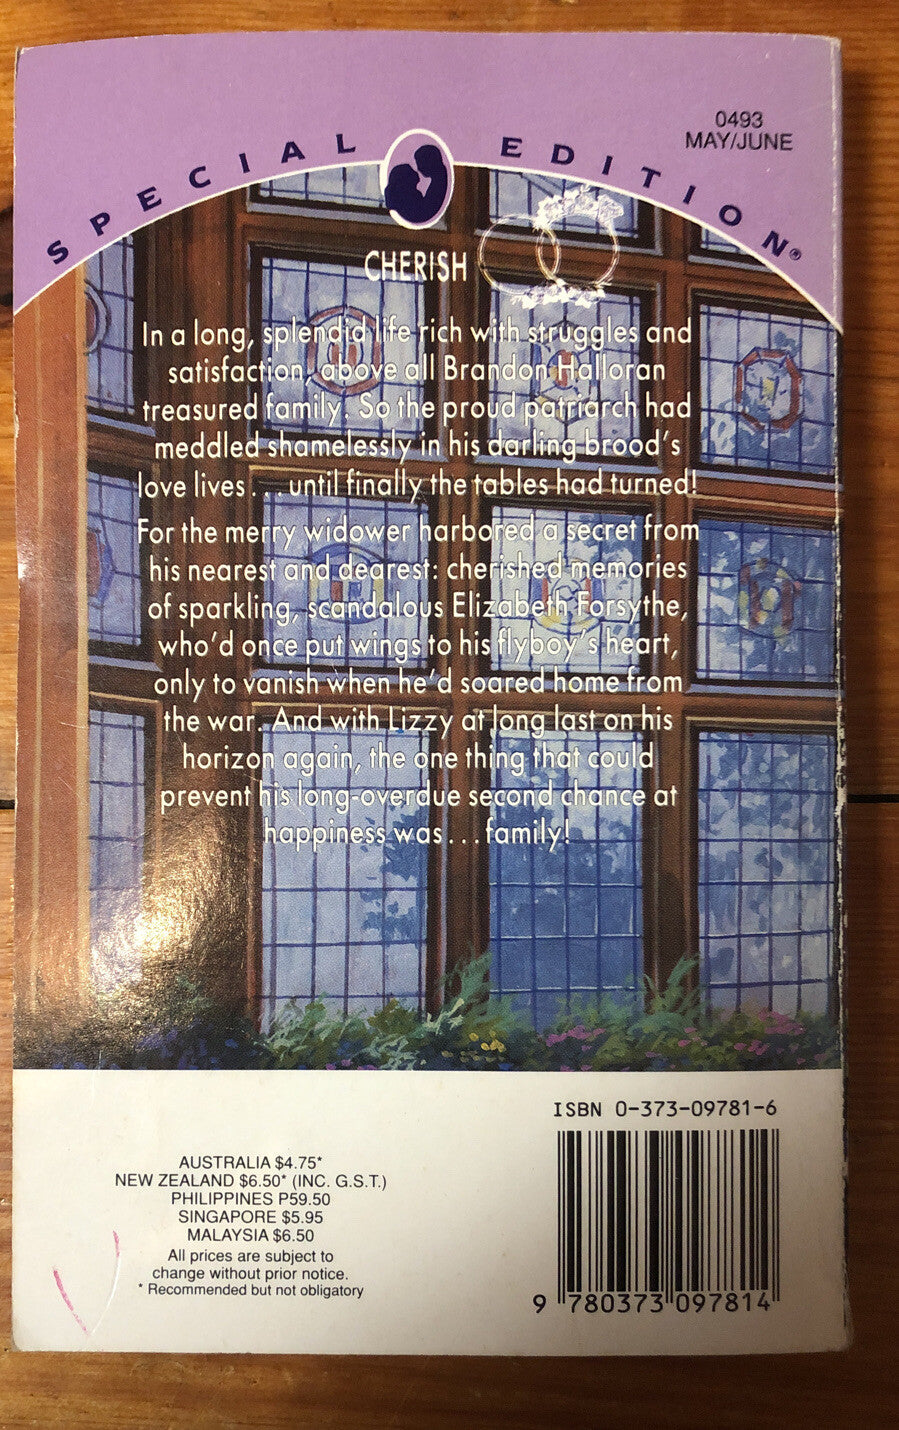 0493
MAY/JUNE
SPECIAL EDITION®
CHERISH
In a long, splendid life rich with struggles and
satisfaction, above all Brandon Halloran
treasured family. So the proud patriarch had
meddled shamelessly in his darling brood's
love lives . . . until finally the tables had turned!
For the merry widower harbored a secret from
his nearest and dearest: cherished memories
of sparkling, scandalous Elizabeth Forsythe,
who'd once put wings to his flyboy's heart,
only to vanish when he'd soared home from
the war. And with Lizzy at long last on his
horizon again, the one thing that could
prevent his long-overdue second chance at
happiness was . . . family!
ISBN 0-373-09781-6
AUSTRALIA $4.75*
NEW ZEALAND $6.50* (INC. G.S.T.)
PHILIPPINES P59.50
SINGAPORE $5.95
MALAYSIA $6.50
All prices are subject to
change without prior notice.
* Recommended but not obligatory
9 780373 097814